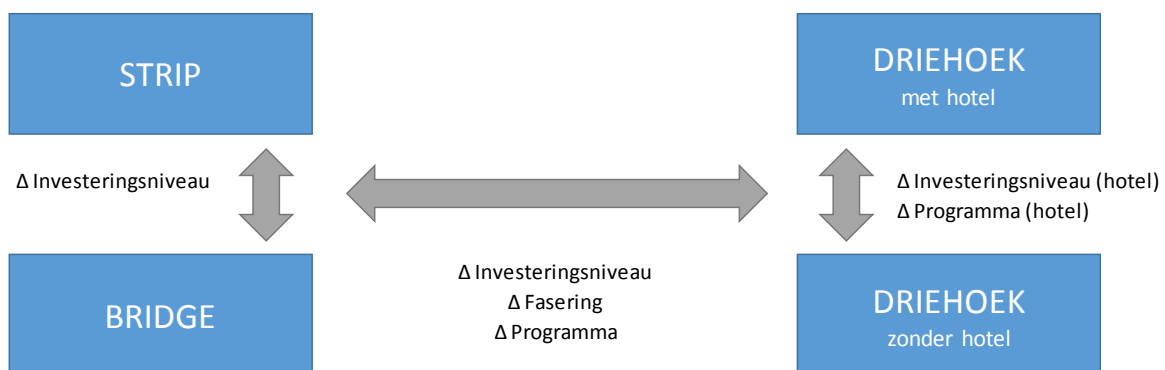 STRIP
DRIEHOEK
met hotel
Δ Investeringsniveau
Δ Investeringsniveau (hotel)
Δ Programma (hotel)
Δ Investeringsniveau
Δ Fasering
Δ Programma
BRIDGE
DRIEHOEK
zonder hotel